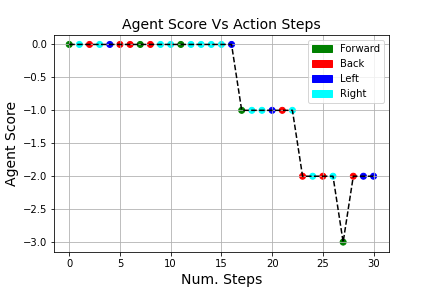 Agent Score Vs Action Steps
Agent Score
0.0
−0.5
−1.0
−1.5
−2.0
−2.5
−3.0
Forward
Back
Left
Right
0 5 10 15 20 25 30
Num. Steps